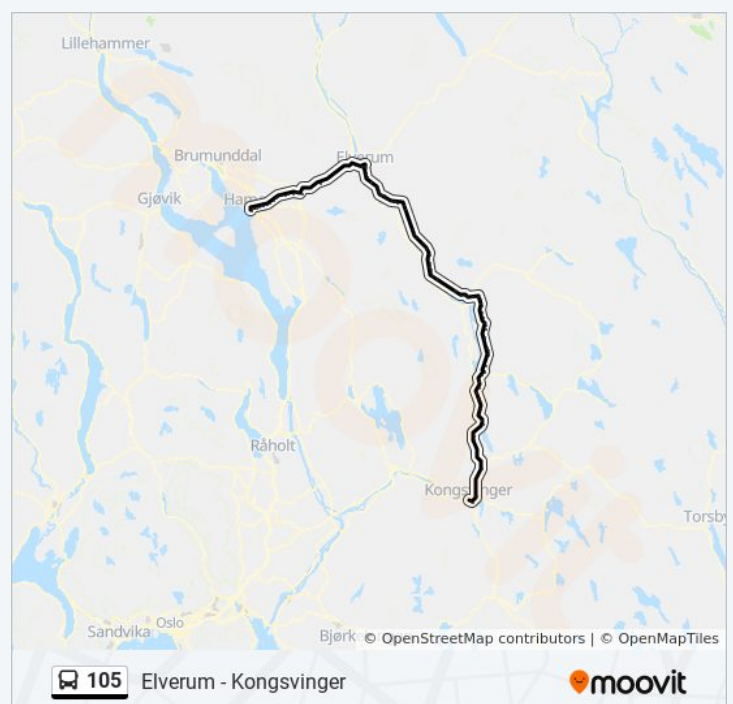 Lillehammer
Brumunddal
Elverum
Gjøvik
Ham
Råholt
Kongsvinger
Torsby
Oslo
Sandvika
Bjørk
© OpenStreetMap contributors | © OpenMapTiles
105 Elverum - Kongsvinger
moovit